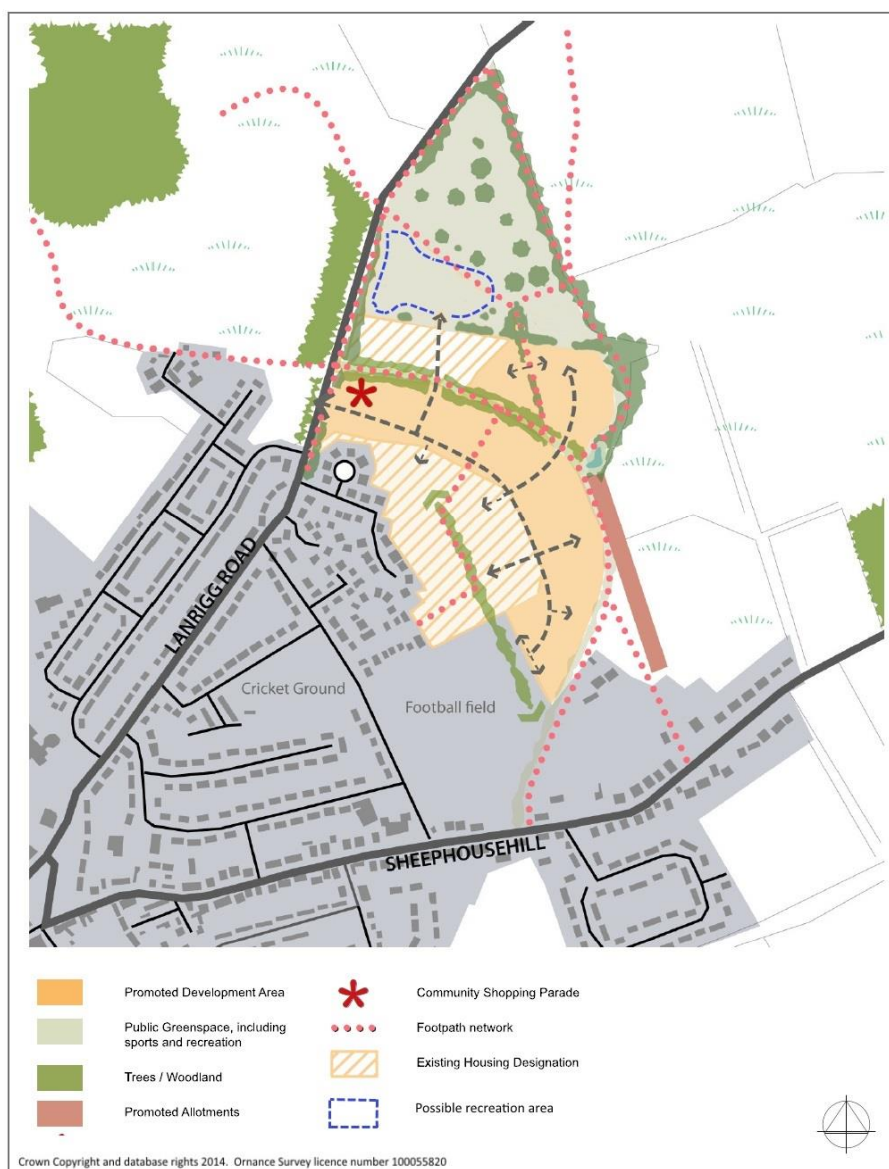 LANRIGG ROAD
Cricket Ground
Football field
SHEEPHOUSEHILL
Promoted Development Area
Public Greenspace, including
sports and recreation
Trees / Woodland
Promoted Allotments
Community Shopping Parade
Footpath network
Existing Housing Designation
Possible recreation area
Crown Copyright and database rights 2014. Ornance Survey licence number 100055820